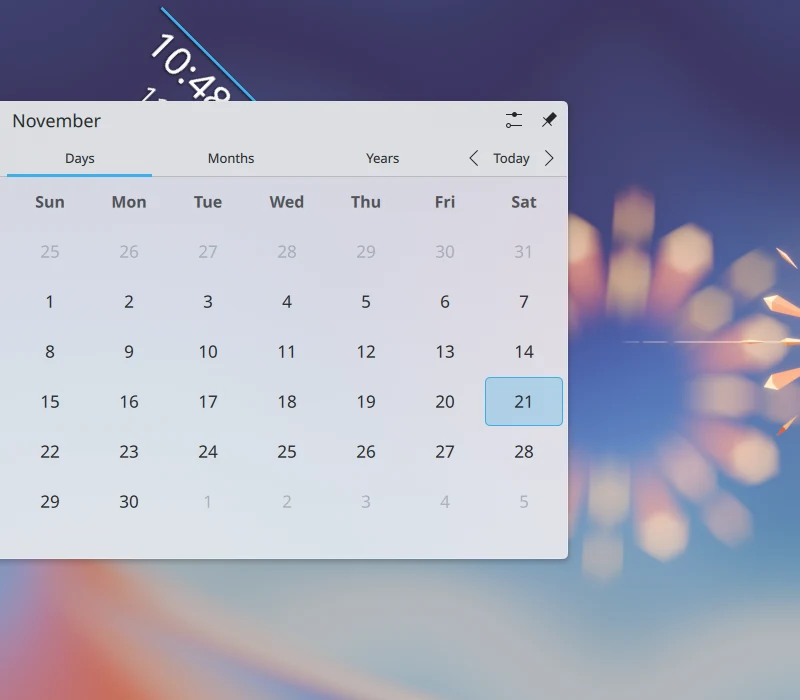 10:48
November
Days Months Years Today
Sun Mon Tue Wed Thu Fri Sat
25 26 27 28 29 30 31
1 2 3 4 5 6 7
8 9 10 11 12 13 14
15 16 17 18 19 20 21
22 23 24 25 26 27 28
29 30 1 2 3 4 5